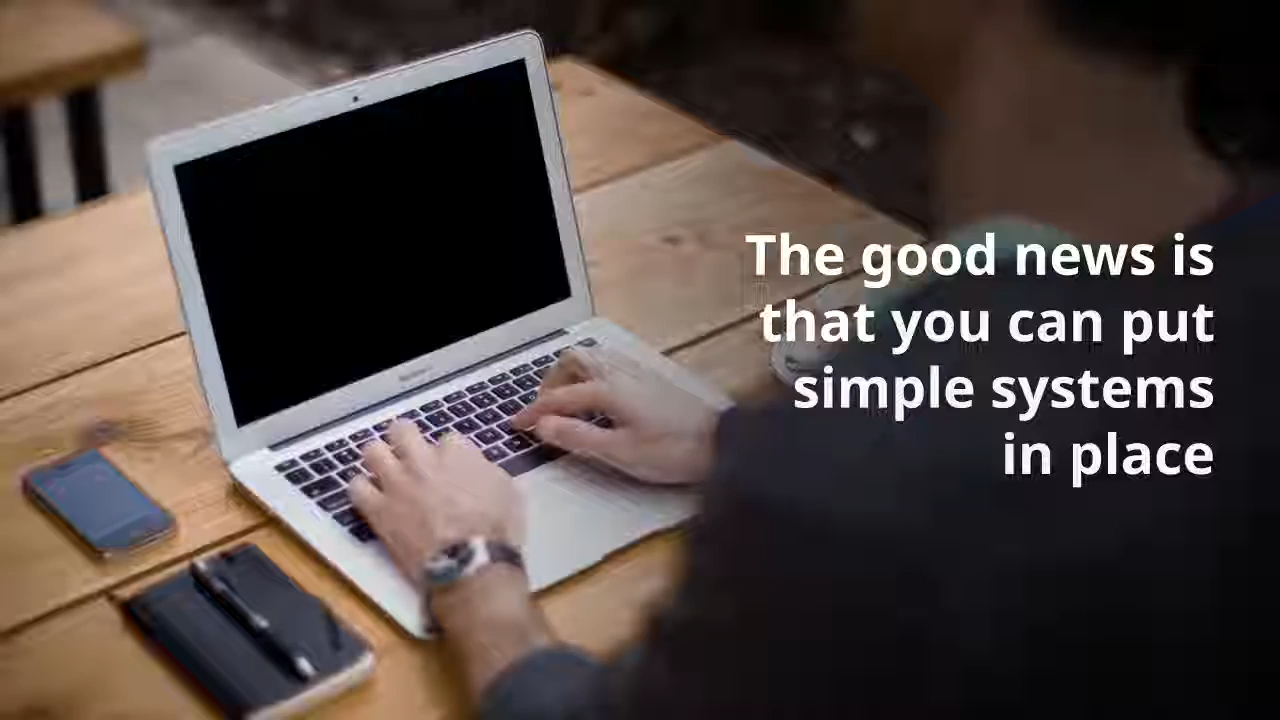 The good news is
that you can put
simple systems
in place